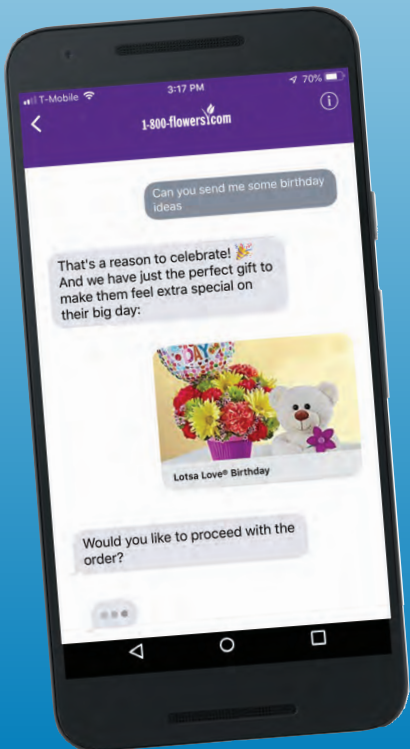 T-Mobile 3:17 PM 70%
1-800-flowers.com
Can you send me some birthday
ideas
That's a reason to celebrate! 🎉
And we have just the perfect gift to
make them feel extra special on
their big day:
DAY
Lotsa Love® Birthday
Would you like to proceed with the
order?